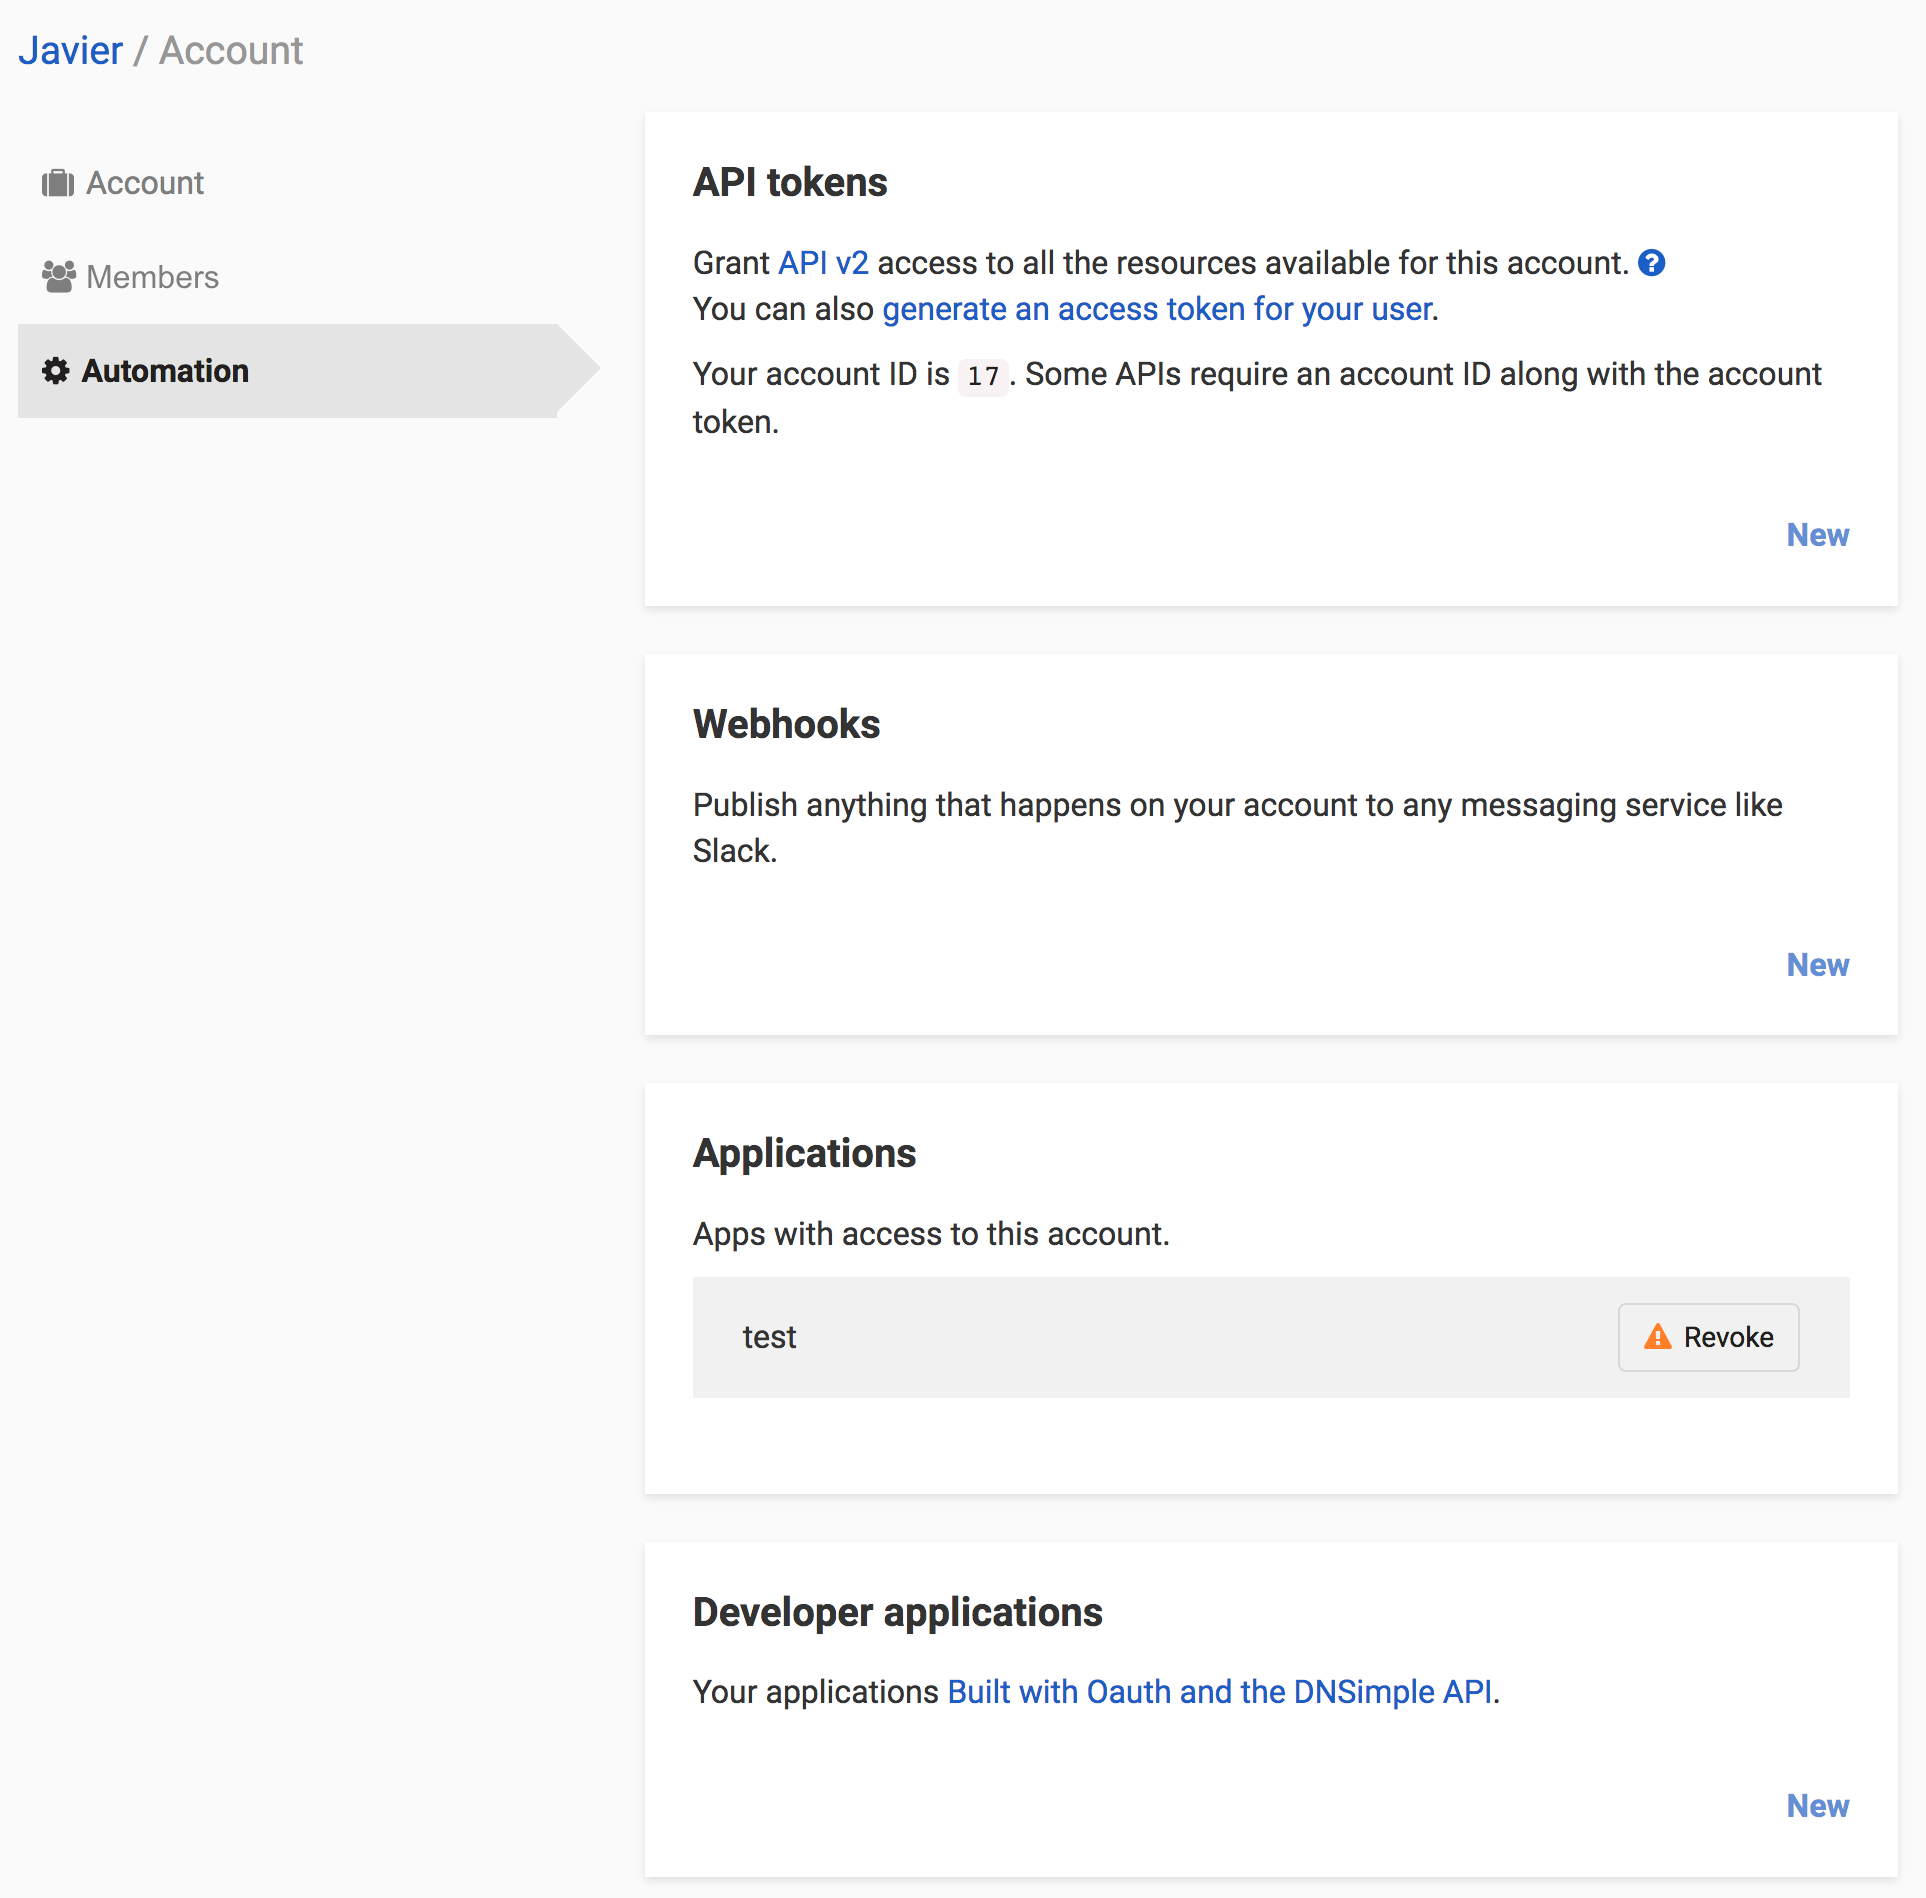 Javier / Account
Account
Members
Automation
API tokens
Grant API v2 access to all the resources available for this account.
You can also generate an access token for your user.
Your account ID is 17. Some APIs require an account ID along with the account
token.
New
Webhooks
Publish anything that happens on your account to any messaging service like
Slack.
New
Applications
Apps with access to this account.
test Revoke
Developer applications
Your applications Built with Oauth and the DNSimple API.
New